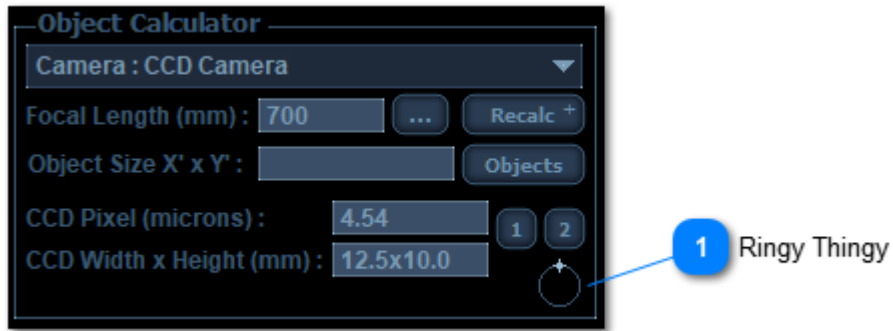 Object Calculator
Camera : CCD Camera
Focal Length (mm) : 700 ... Recalc +
Object Size X' x Y' : Objects
CCD Pixel (microns) : 4.54 1 2
CCD Width x Height (mm) : 12.5x10.0
1 Ringy Thingy